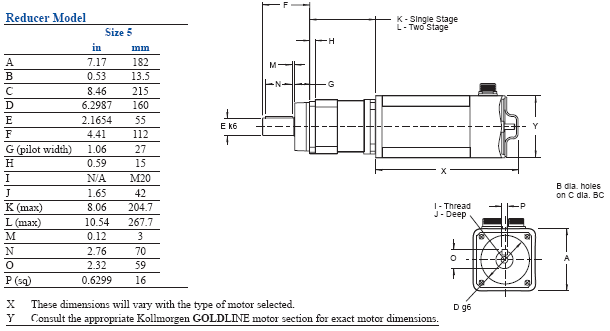 Reducer Model
Size 5
in mm
A 7.17 182
B 0.53 13.5
C 8.46 215
D 6.2987 160
E 2.1654 55
F 4.41 112
G (pilot width) 1.06 27
H 0.59 15
I N/A M20
J 1.65 42
K (max) 8.06 204.7
L (max) 10.54 267.7
M 0.12 3
N 2.76 70
O 2.32 59
P (sq) 0.6299 16
F
K - Single Stage
L - Two Stage
H
M
N
G
E k6
Y
X
B dia. holes
on C dia. BC
I - Thread
J - Deep
P
O
A
D g6
X These dimensions will vary with the type of motor selected.
Y Consult the appropriate Kollmorgen GOLDLINE motor section for exact motor dimensions.